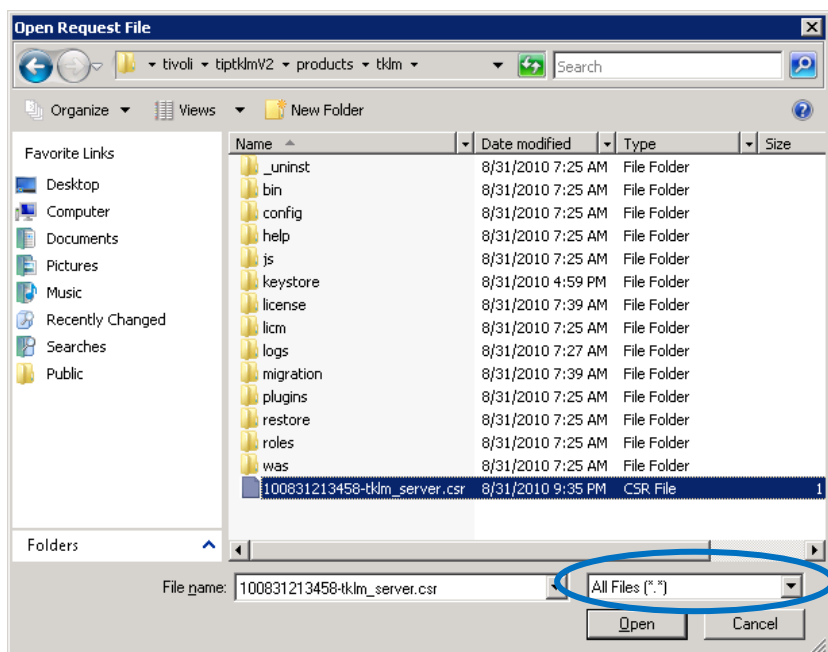 Open Request File
tivoli tiptklmV2 products tklm Search
Organize Views New Folder
Favorite Links
Desktop
Computer
Documents
Pictures
Music
Recently Changed
Searches
Public
Folders
Name Date modified Type Size
_uninst 8/31/2010 7:25 AM File Folder
bin 8/31/2010 7:25 AM File Folder
config 8/31/2010 7:25 AM File Folder
help 8/31/2010 7:25 AM File Folder
js 8/31/2010 7:25 AM File Folder
keystore 8/31/2010 4:59 PM File Folder
license 8/31/2010 7:39 AM File Folder
licm 8/31/2010 7:25 AM File Folder
logs 8/31/2010 7:27 AM File Folder
migration 8/31/2010 7:39 AM File Folder
plugins 8/31/2010 7:25 AM File Folder
restore 8/31/2010 7:25 AM File Folder
roles 8/31/2010 7:25 AM File Folder
was 8/31/2010 7:25 AM File Folder
100831213458-tklm_server.csr 8/31/2010 9:35 PM CSR File 1
File name: 100831213458-tklm_server.csr All Files (*.*)
Open Cancel